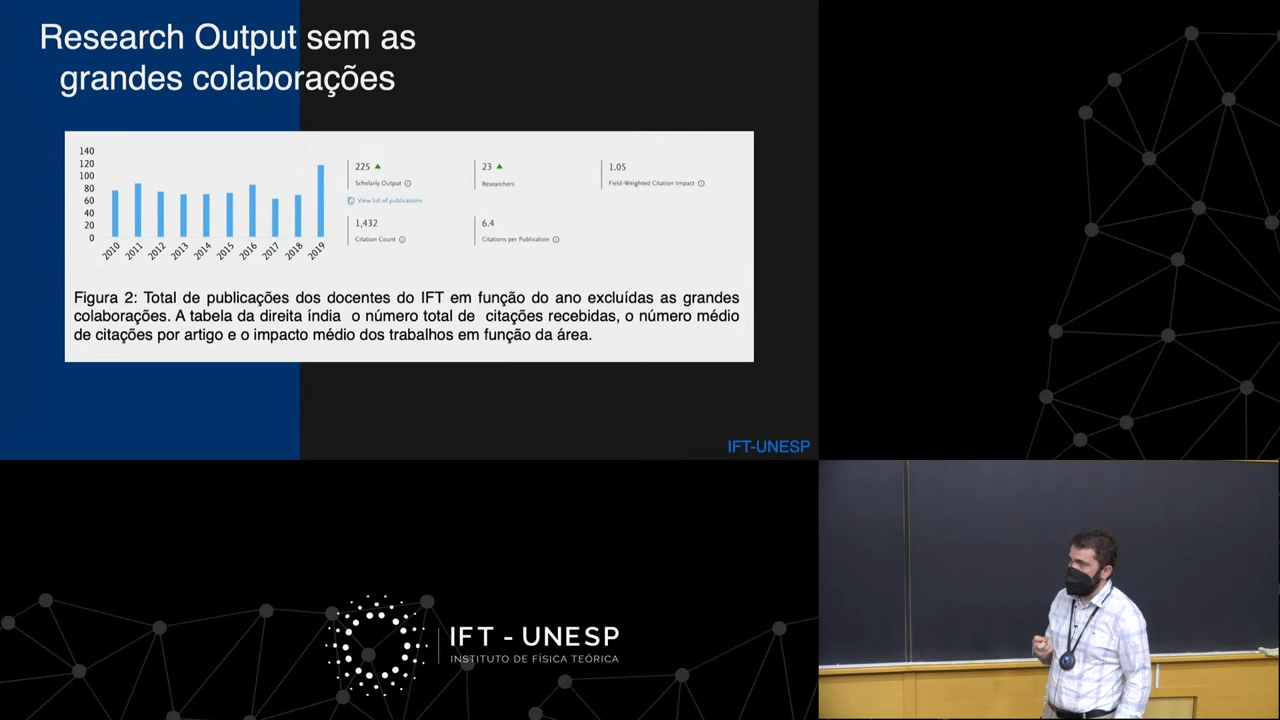 Research Output sem as
grandes colaborações
140
120
100
80
60
40
20
0
2010
2011
2012
2013
2014
2015
2016
2017
2018
2019
225
Scholarly Output
View list of publications
23
Researchers
1.05
Field-Weighted Citation Impact
1,432
Citation Count
6.4
Citations per Publication
Figura 2: Total de publicações dos docentes do IFT em função do ano excluídas as grandes
colaborações. A tabela da direita índia o número total de citações recebidas, o número médio
de citações por artigo e o impacto médio dos trabalhos em função da área.
IFT-UNESP
IFT - UNESP
INSTITUTO DE FÍSICA TEÓRICA